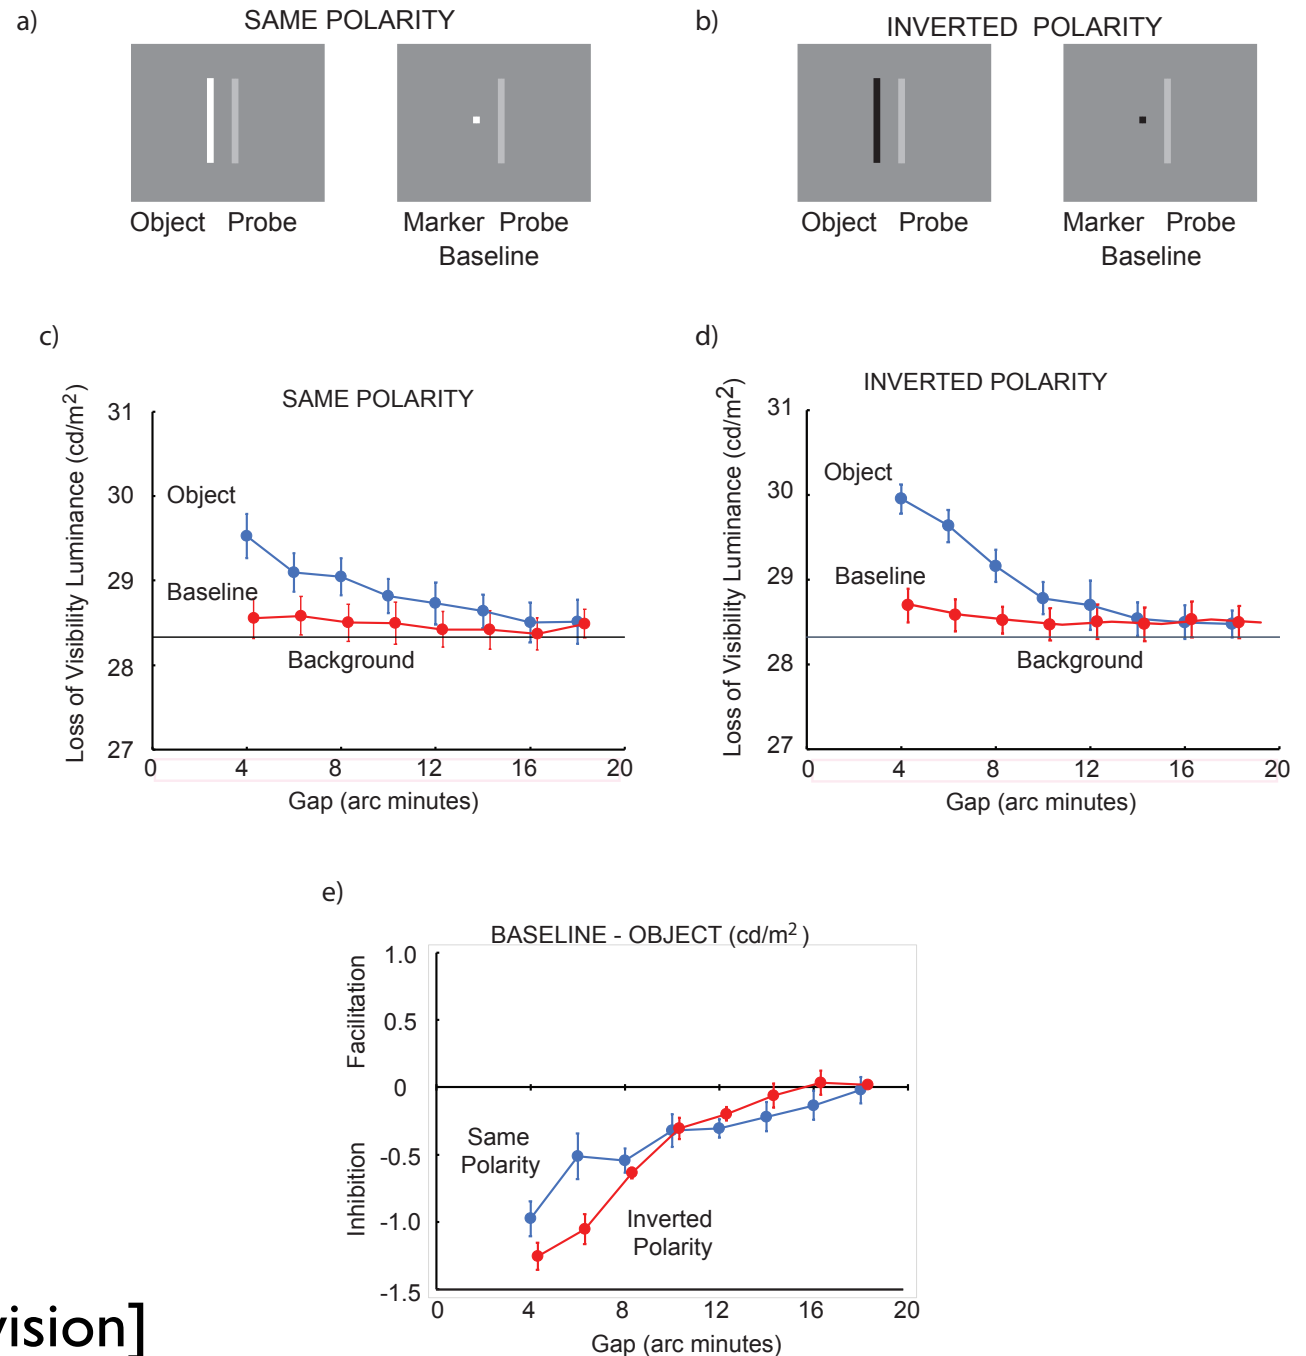 a)
SAME POLARITY
Object Probe
Marker Probe
Baseline
b)
INVERTED POLARITY
Object Probe
Marker Probe
Baseline
c)
SAME POLARITY
Loss of Visibility Luminance (cd/m2)
31
30
29
28
27
Object
Baseline
Background
0 4 8 12 16 20
Gap (arc minutes)
d)
INVERTED POLARITY
Loss of Visibility Luminance (cd/m2)
31
30
29
28
27
Object
Baseline
Background
0 4 8 12 16 20
Gap (arc minutes)
e)
BASELINE - OBJECT (cd/m2)
Facilitation
Inhibition
1.0
0.5
0
-0.5
-1.0
-1.5
Same
Polarity
Inverted
Polarity
0 4 8 12 16 20
Gap (arc minutes)
vision]